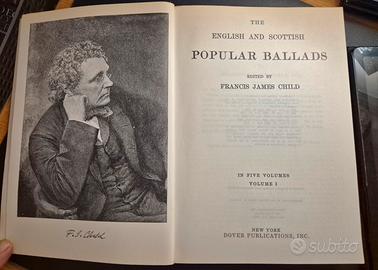 THE
ENGLISH AND SCOTTISH
POPULAR BALLADS
EDITED BY
FRANCIS JAMES CHILD
IN FIVE VOLUMES
VOLUME I
NEW YORK
DOVER PUBLICATIONS, INC.
F. J. Child
subito